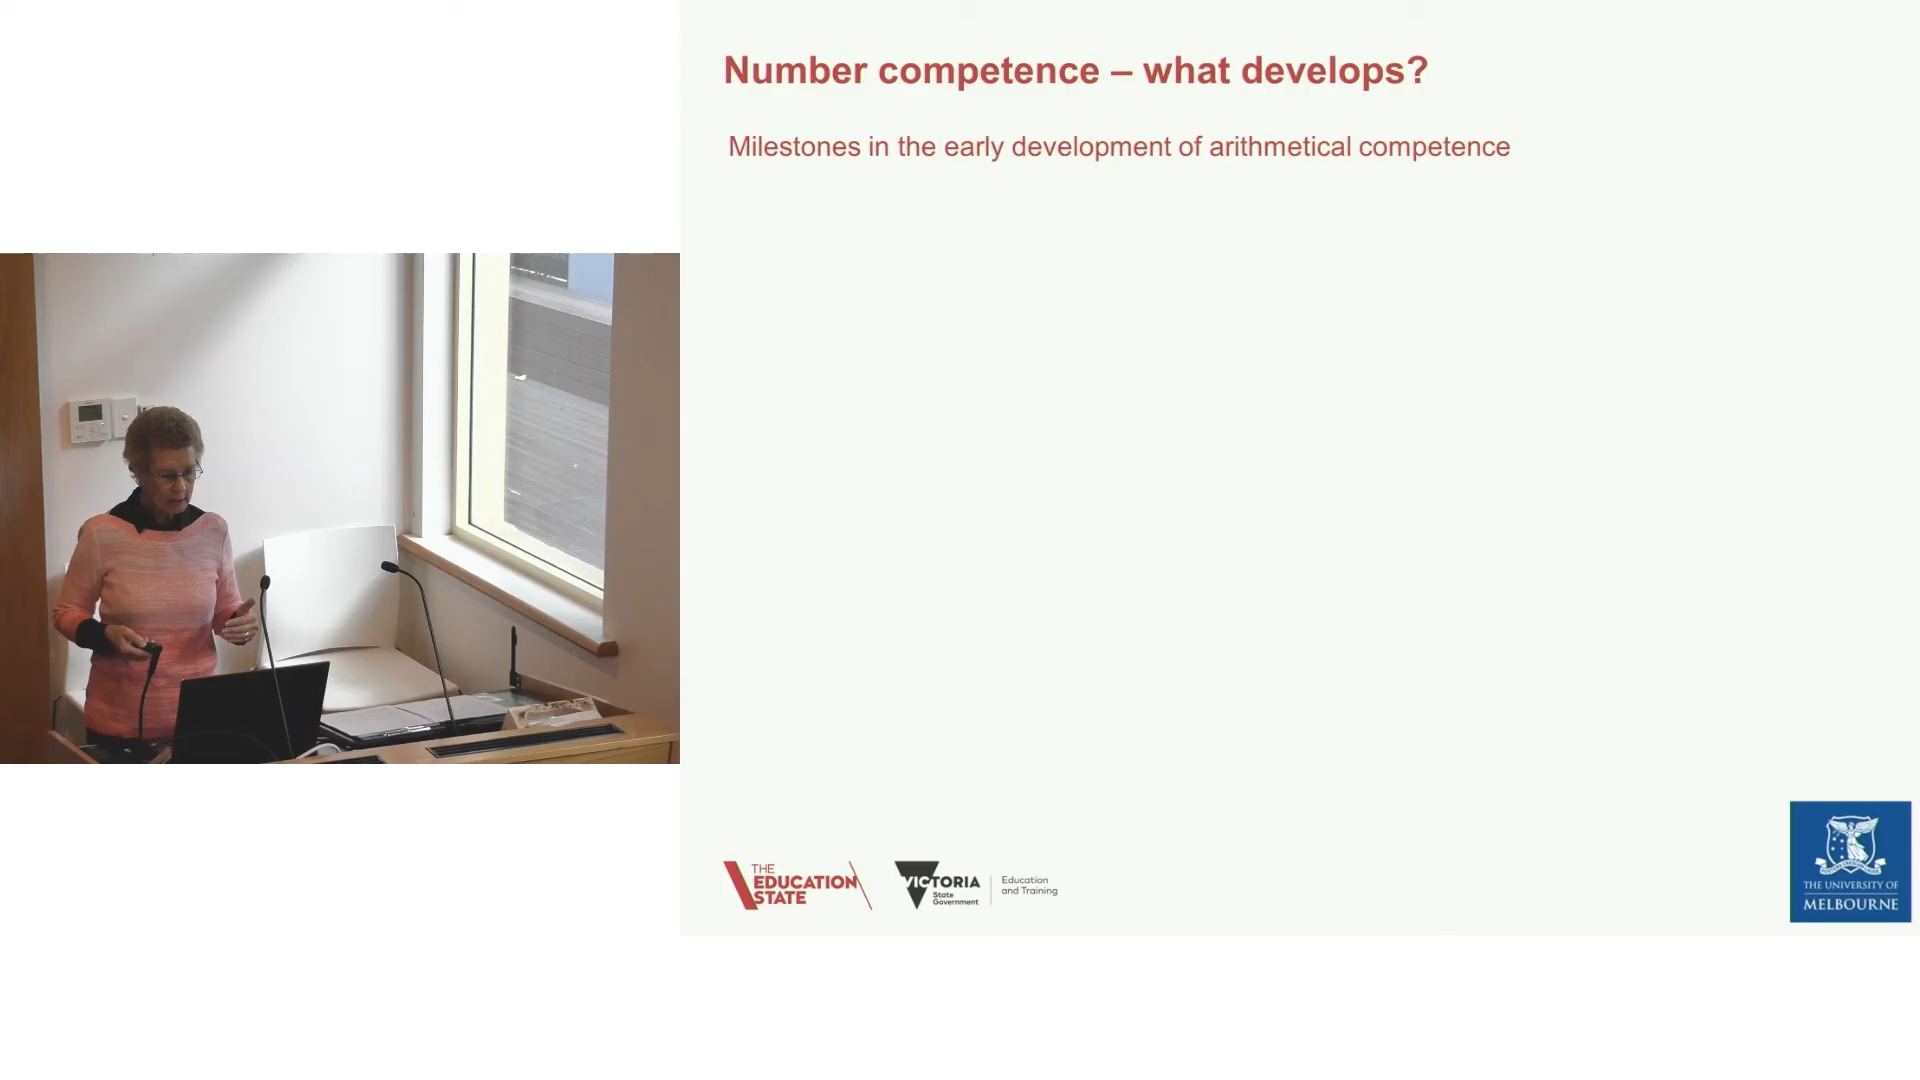 Number competence – what develops?
Milestones in the early development of arithmetical competence
THE
EDUCATION
STATE
VICTORIA
State
Government
Education
and Training
THE UNIVERSITY OF
MELBOURNE